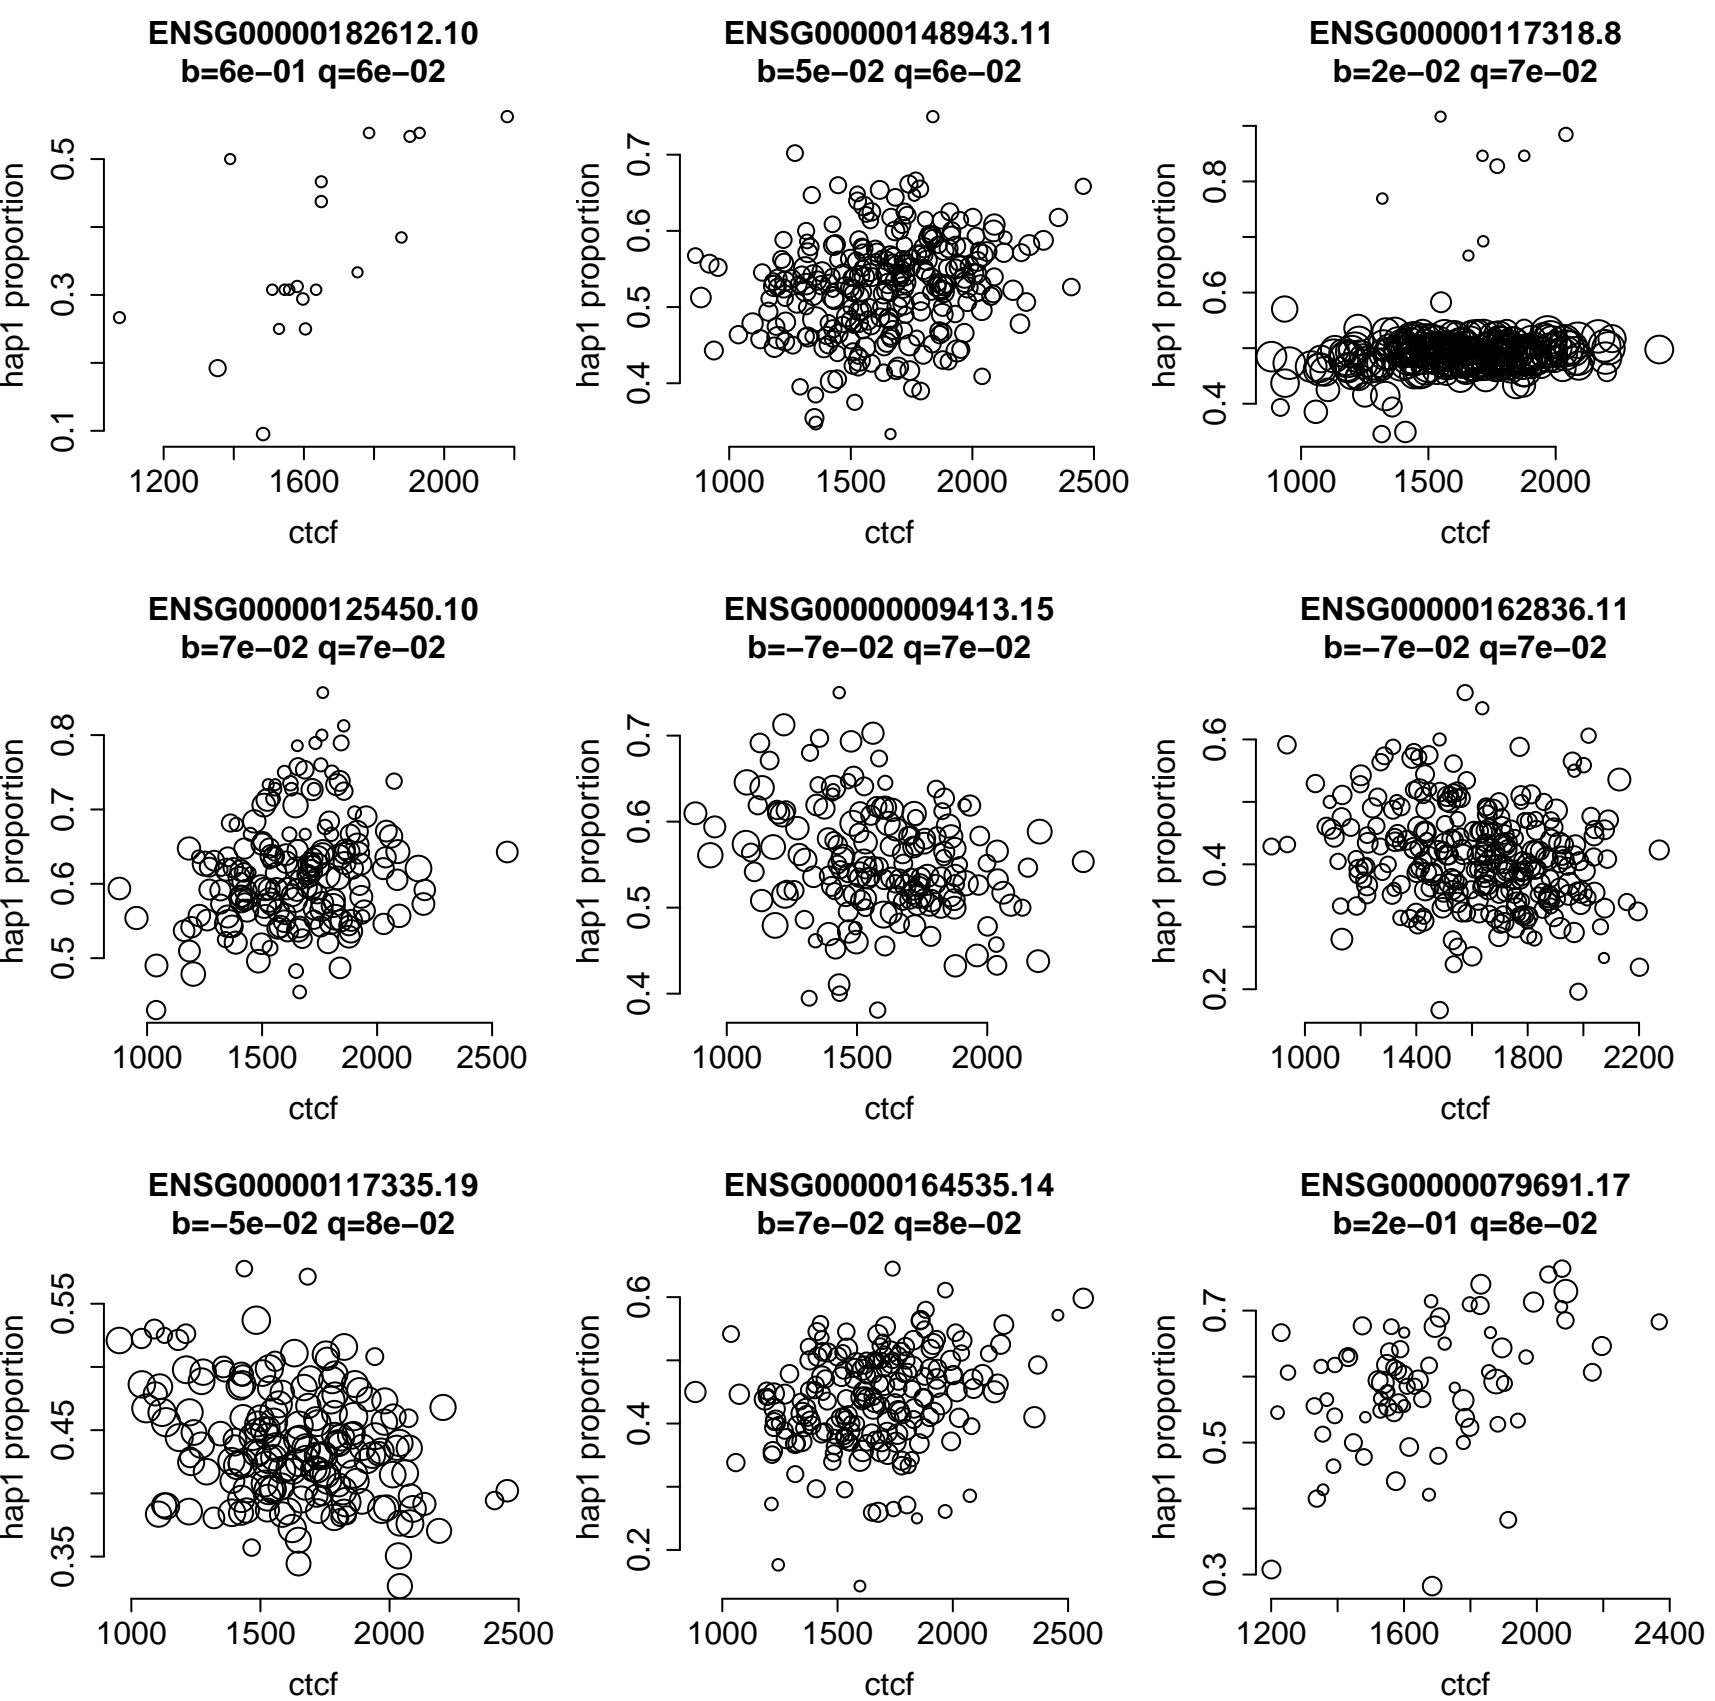 ENSG00000182612.10
b=6e−01 q=6e−02
hap1 proportion
0.1 0.3 0.5
1200 1600 2000
ctcf
ENSG00000148943.11
b=5e−02 q=6e−02
hap1 proportion
0.4 0.5 0.6 0.7
1000 1500 2000 2500
ctcf
ENSG00000117318.8
b=2e−02 q=7e−02
hap1 proportion
0.4 0.6 0.8
1000 1500 2000
ctcf
ENSG00000125450.10
b=7e−02 q=7e−02
hap1 proportion
0.5 0.6 0.7 0.8
1000 1500 2000 2500
ctcf
ENSG00000009413.15
b=−7e−02 q=7e−02
hap1 proportion
0.4 0.5 0.6 0.7
1000 1500 2000
ctcf
ENSG00000162836.11
b=−7e−02 q=7e−02
hap1 proportion
0.2 0.4 0.6
1000 1400 1800 2200
ctcf
ENSG00000117335.19
b=−5e−02 q=8e−02
hap1 proportion
0.35 0.45 0.55
1000 1500 2000 2500
ctcf
ENSG00000164535.14
b=7e−02 q=8e−02
hap1 proportion
0.2 0.4 0.6
1000 1500 2000 2500
ctcf
ENSG00000079691.17
b=2e−01 q=8e−02
hap1 proportion
0.3 0.5 0.7
1200 1600 2000 2400
ctcf